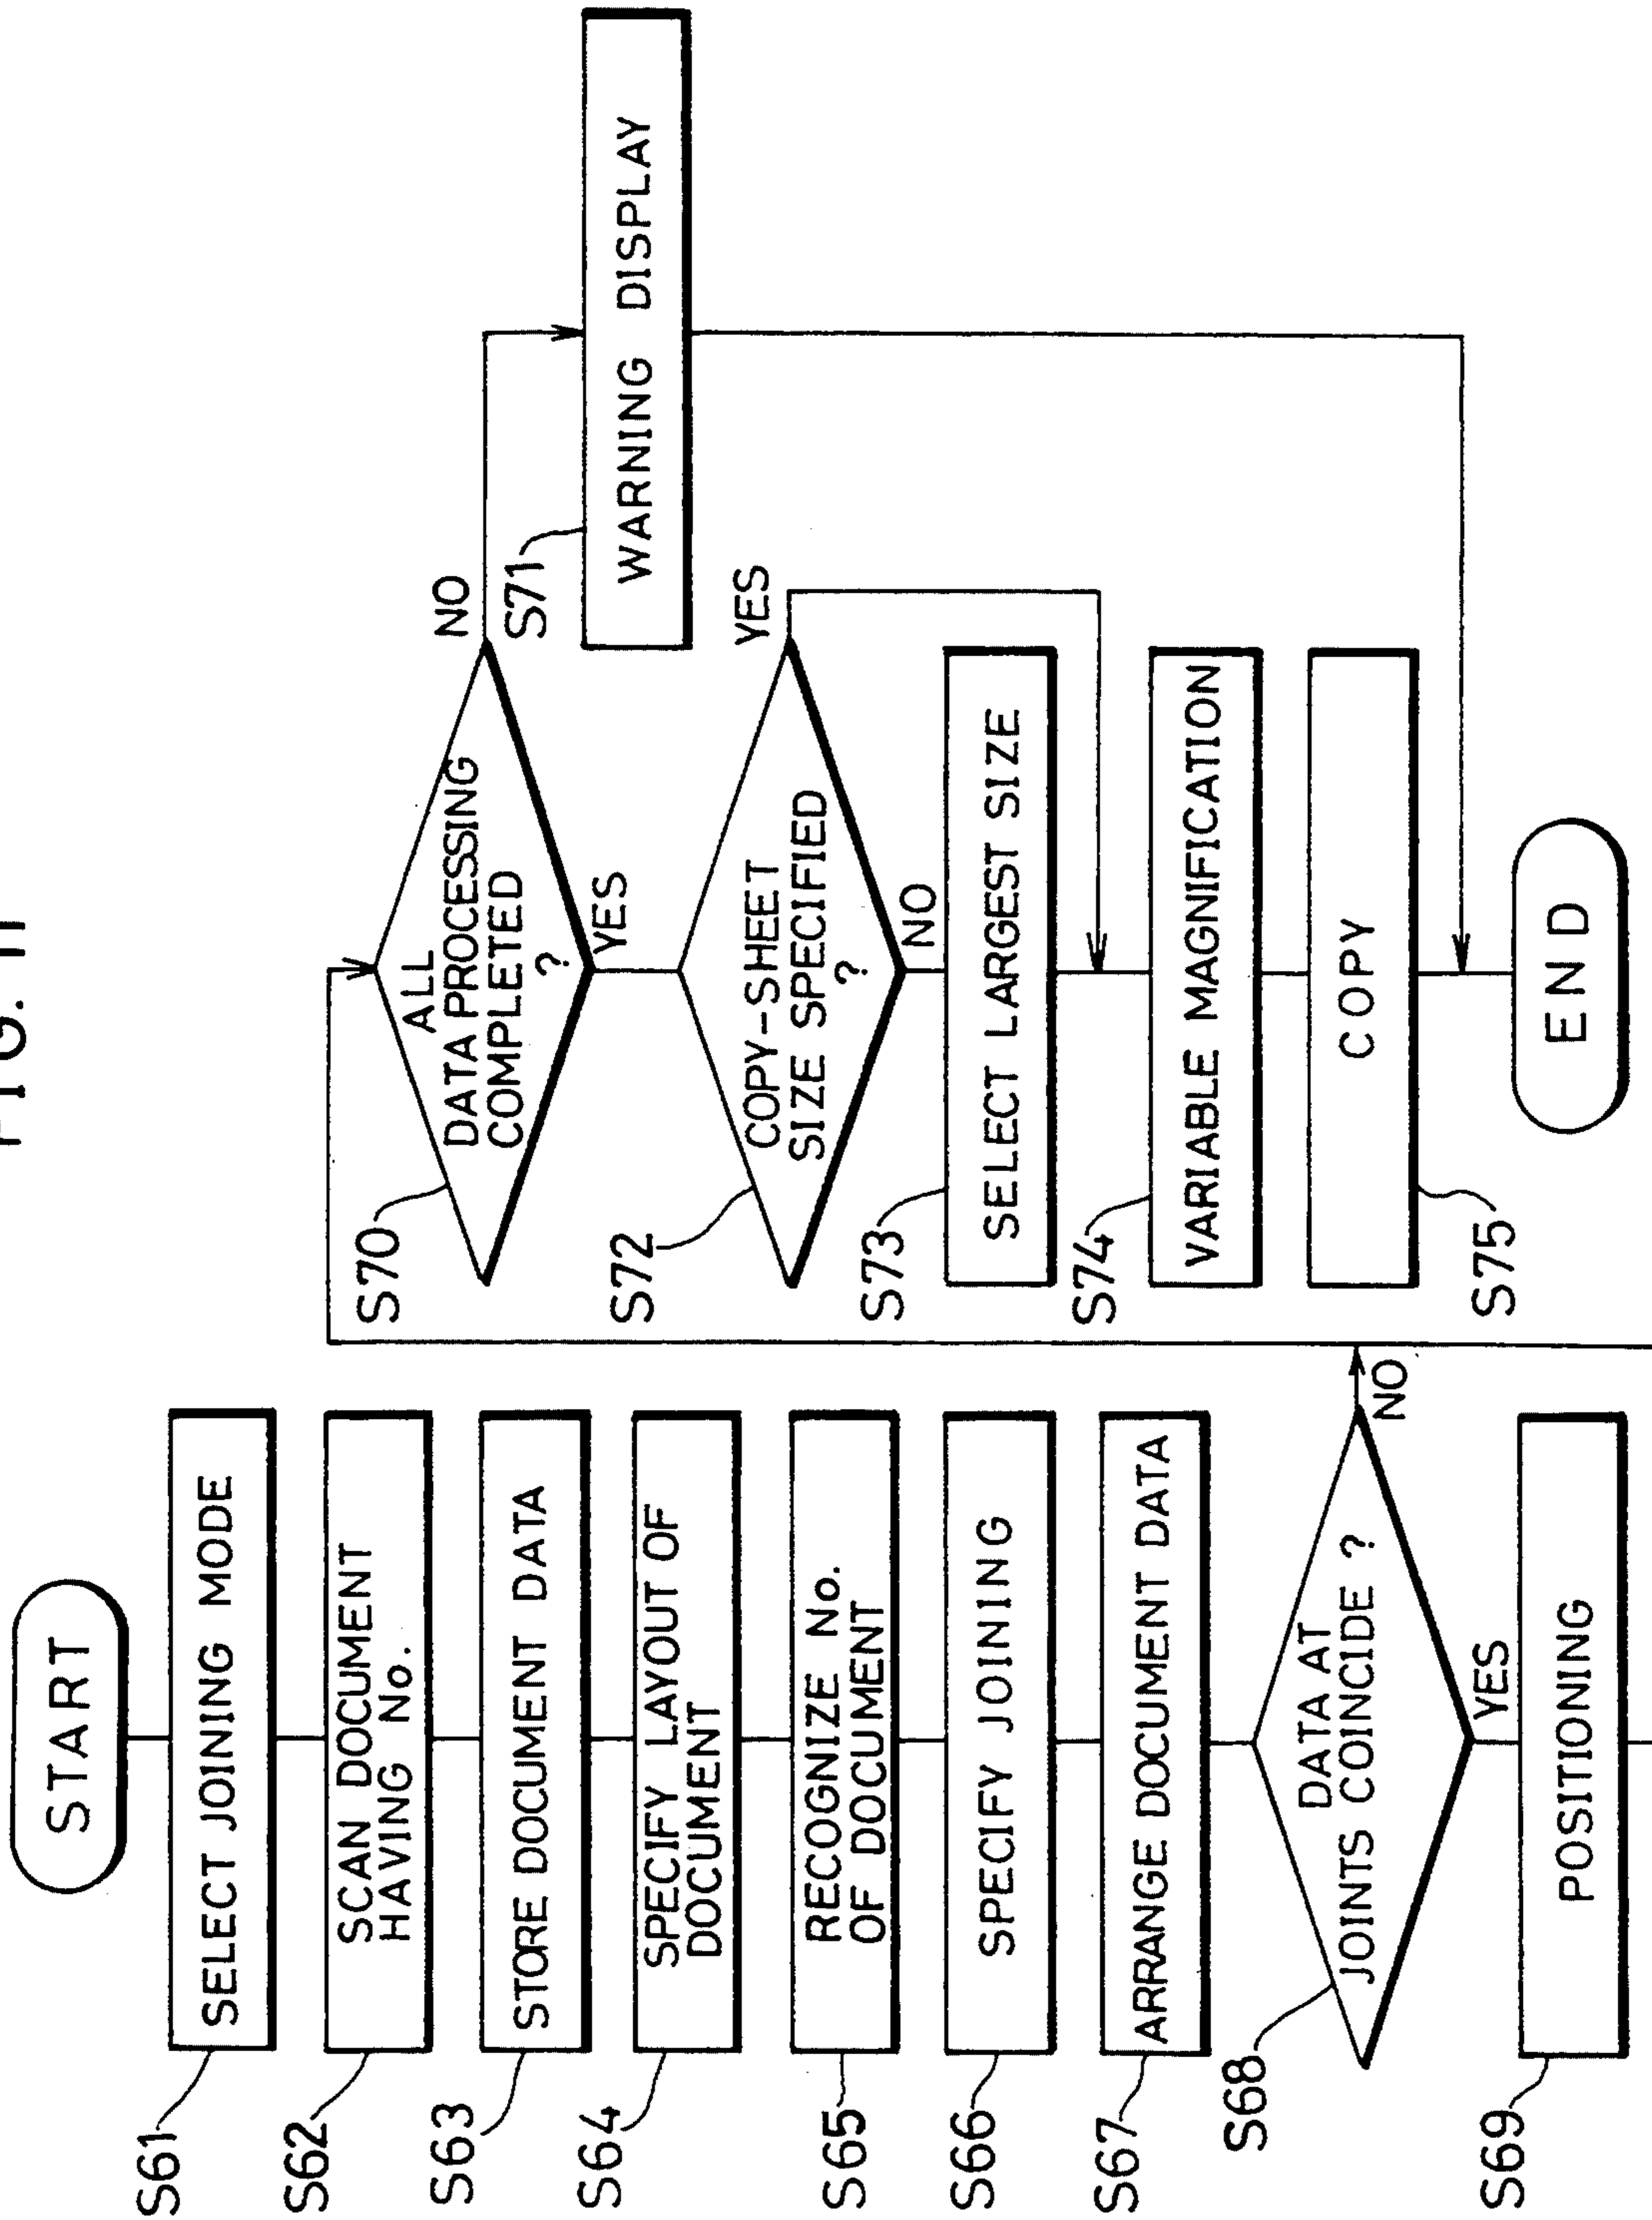 START
S61
SELECT JOINING MODE
S62
SCAN DOCUMENT
HAVING No.
S63
STORE DOCUMENT DATA
S64
SPECIFY LAYOUT OF
DOCUMENT
S65
RECOGNIZE No.
OF DOCUMENT
S66
SPECIFY JOINING
S67
ARRANGE DOCUMENT DATA
S68
DATA AT
JOINTS COINCIDE ?
NO
YES
S69
POSITIONING
S70
ALL
DATA PROCESSING
COMPLETED
?
NO
YES
S71
WARNING DISPLAY
S72
COPY-SHEET
SIZE SPECIFIED
?
YES
NO
S73
SELECT LARGEST SIZE
S74
VARIABLE MAGNIFICATION
COPY
S75
END